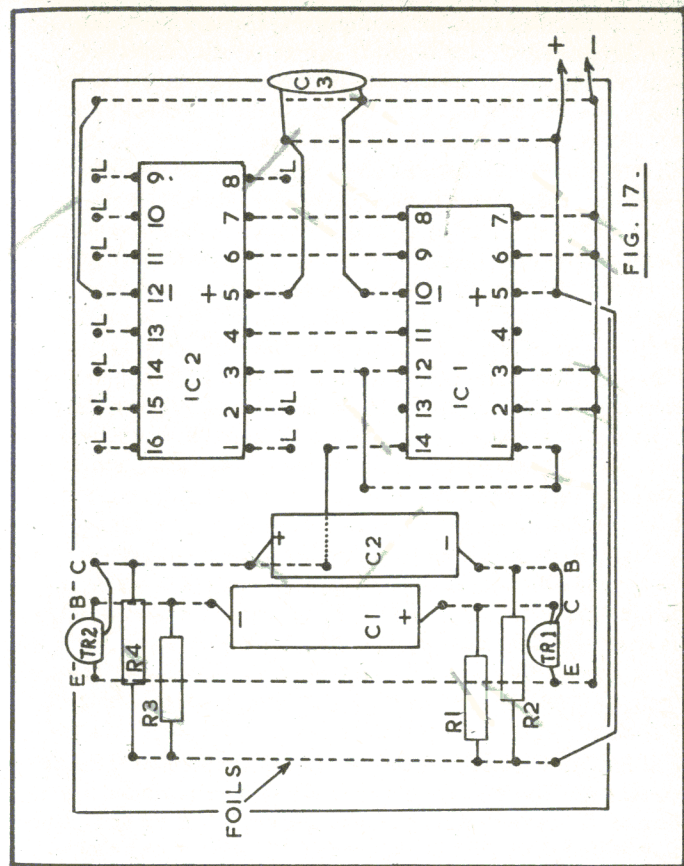 E B C
TR2
R4
R3
C1
- +
C2
+ -
R1
R2
TR1
E C B
FOILS
L L L L L L L
16 15 14 13 12 11 10 9
-
IC 2
+
1 2 3 4 5 6 7 8
L L L
C 3
14 13 12 11 10 9 8
-
IC 1
+
1 2 3 4 5 6 7
+
-
FIG. 17.